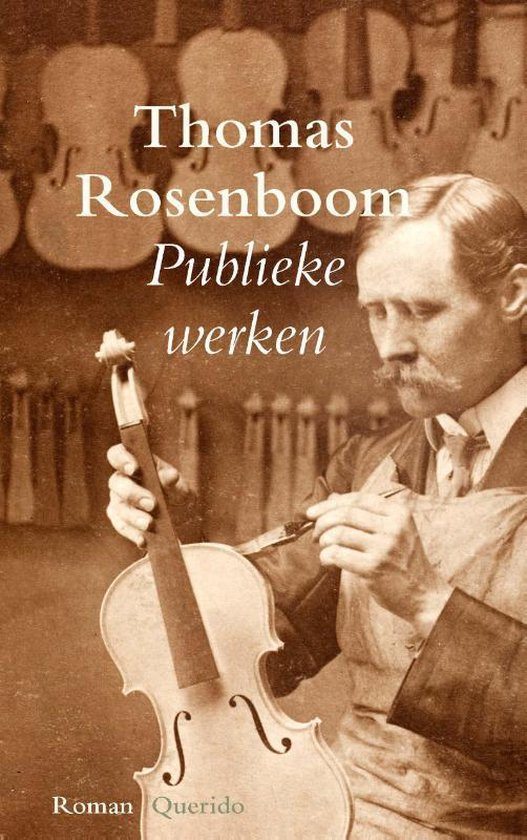 Thomas
Rosenboom
Publieke
werken
Roman Querido